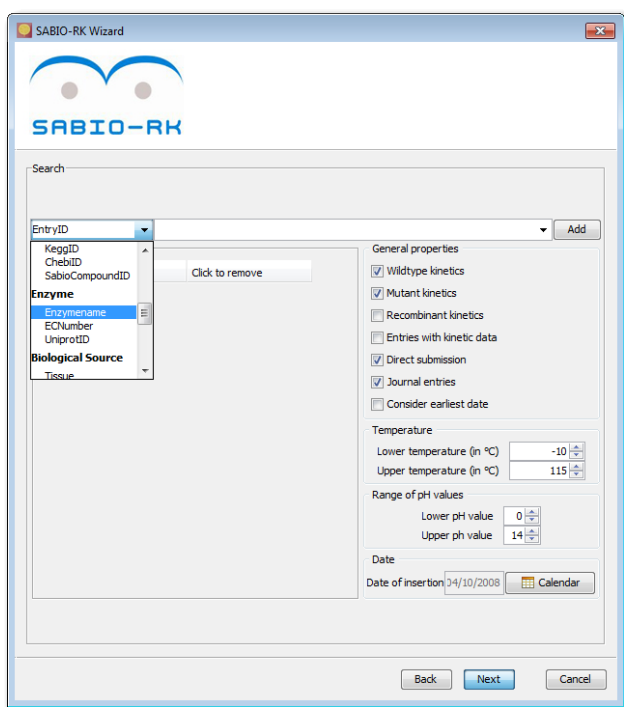 SABIO-RK Wizard
SABIO-RK
Search
EntryID
Add
KeggID
ChebiID
SabioCompoundID
Enzyme
Enzymename
ECNumber
UniprotID
Biological Source
Tissue
Click to remove
General properties
Wildtype kinetics
Mutant kinetics
Recombinant kinetics
Entries with kinetic data
Direct submission
Journal entries
Consider earliest date
Temperature
Lower temperature (in °C) -10
Upper temperature (in °C) 115
Range of pH values
Lower pH value 0
Upper ph value 14
Date
Date of insertion 04/10/2008 Calendar
Back Next Cancel